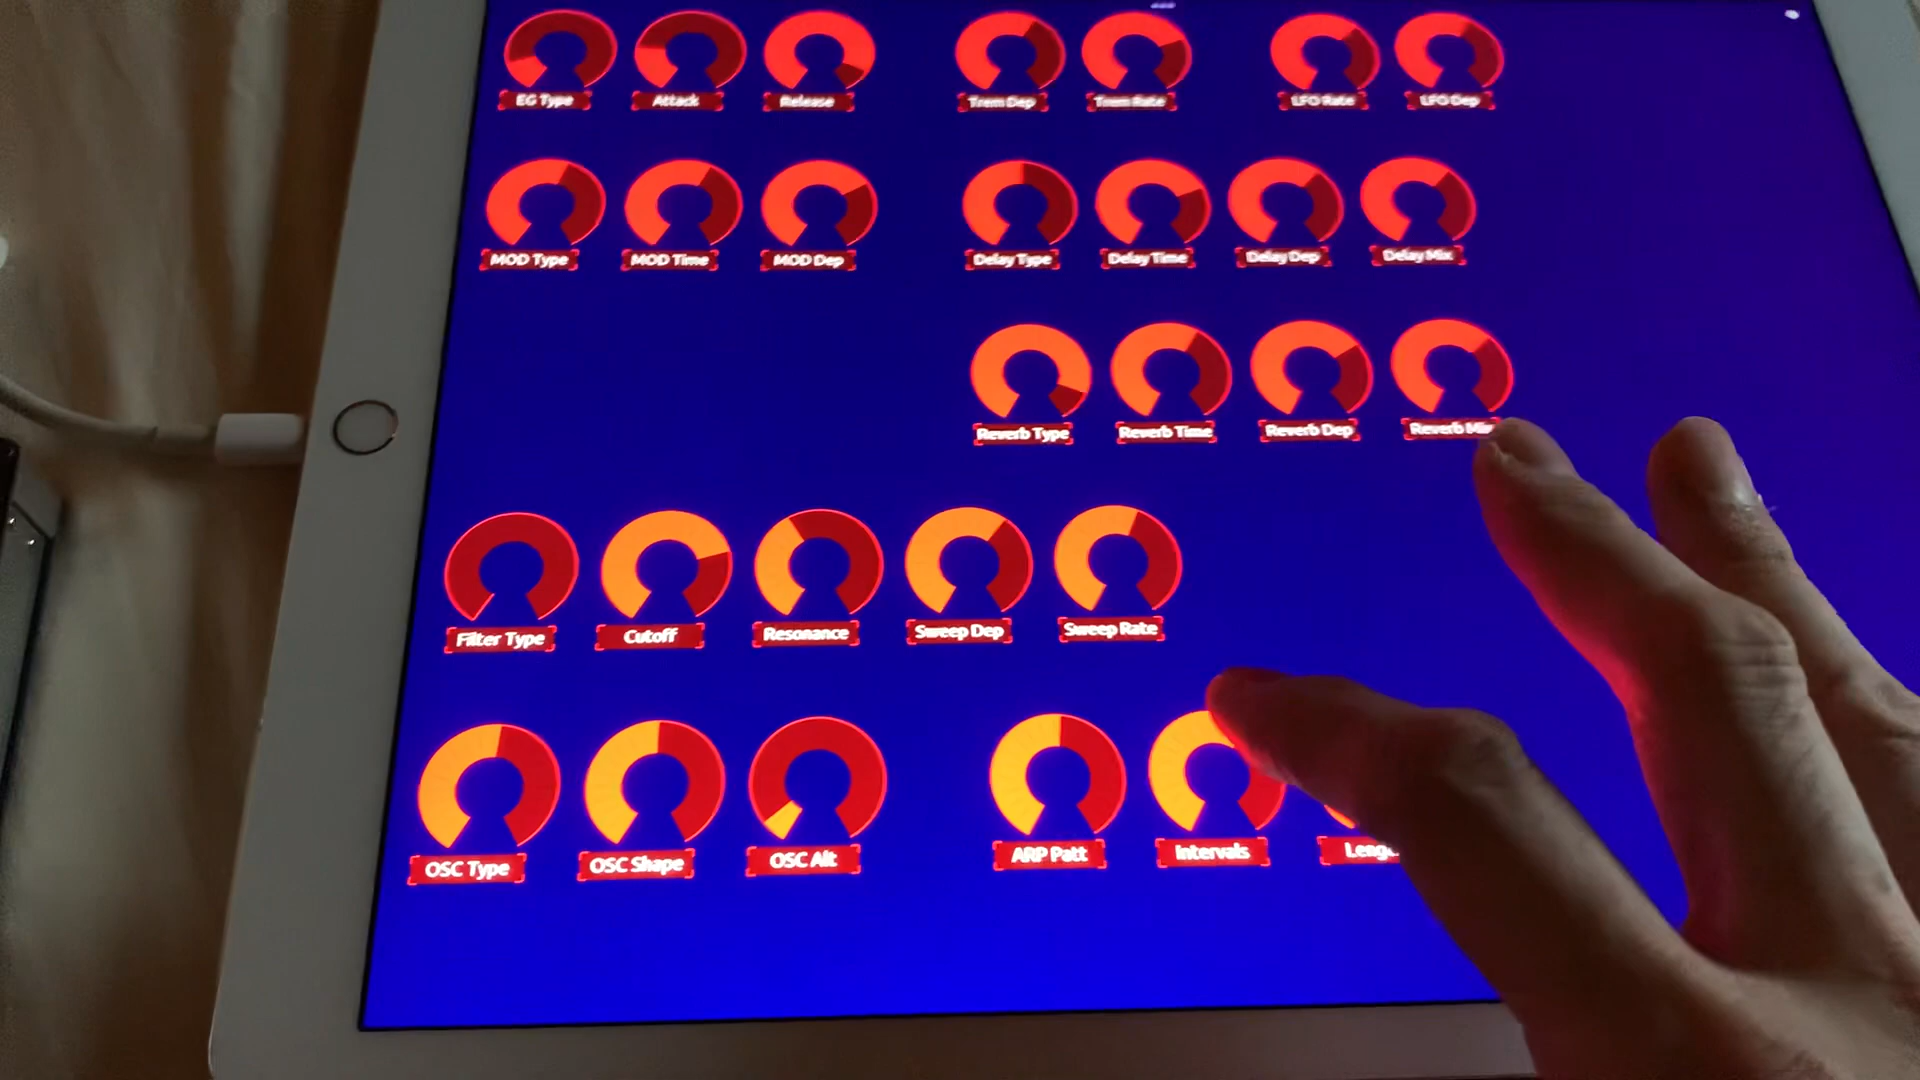 EG Type Attack Release Trem Dep Trem Rate LFO Rate LFO Dep
MOD Type MOD Time MOD Dep Delay Type Delay Time Delay Dep Delay Mix
Reverb Type Reverb Time Reverb Dep Reverb Mix
Filter Type Cutoff Resonance Sweep Dep Sweep Rate
OSC Type OSC Shape OSC Alt ARP Patt Intervals